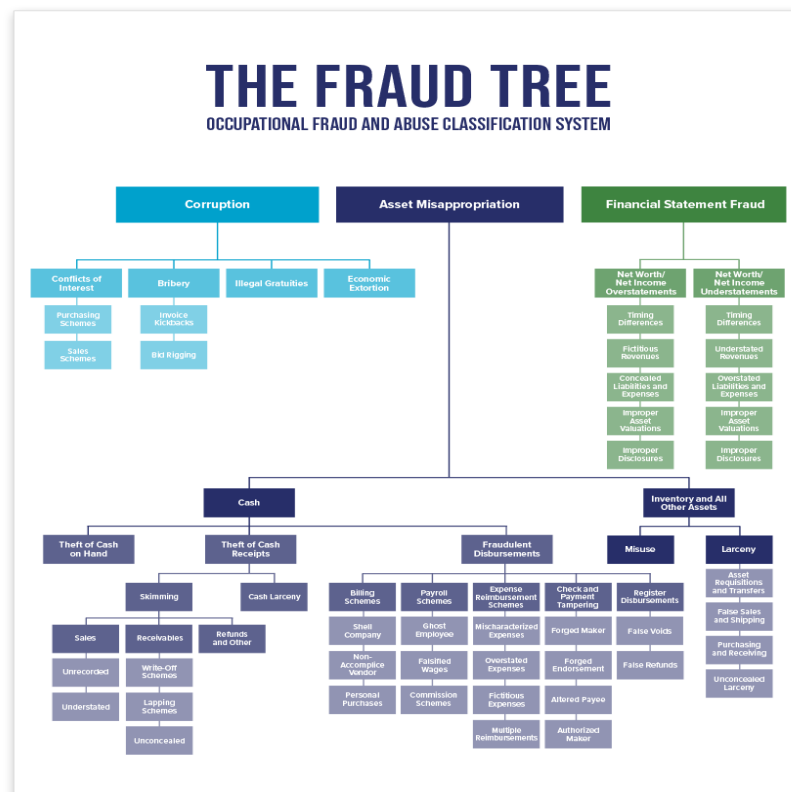 THE FRAUD TREE
OCCUPATIONAL FRAUD AND ABUSE CLASSIFICATION SYSTEM
Corruption
Asset Misappropriation
Financial Statement Fraud
Conflicts of
Interest
Bribery
Illegal Gratuities
Economic
Extortion
Purchasing
Schemes
Sales
Schemes
Invoice
Kickbacks
Bid Rigging
Net Worth/
Net Income
Overstatements
Net Worth/
Net Income
Understatements
Timing
Differences
Fictitious
Revenues
Concealed
Liabilities and
Expenses
Improper
Asset
Valuations
Improper
Disclosures
Timing
Differences
Understated
Revenues
Overstated
Liabilities and
Expenses
Improper
Asset
Valuations
Improper
Disclosures
Cash
Inventory and All
Other Assets
Theft of Cash
on Hand
Theft of Cash
Receipts
Fraudulent
Disbursements
Misuse
Larceny
Skimming
Cash Larceny
Sales
Receivables
Refunds
and Other
Unrecorded
Understated
Write-Off
Schemes
Lapping
Schemes
Unconcealed
Billing
Schemes
Shell
Company
Non-
Accomplice
Vendor
Personal
Purchases
Payroll Schemes
Ghost
Employee
Falsified
Wages
Commission
Schemes
Expense
Reimbursement
Schemes
Mischaracterized
Expenses
Overstated
Expenses
Fictitious
Expenses
Multiple
Reimbursements
Check and
Payment
Tampering
Forged Maker
Forged
Endorsement
Altered Payee
Authorized
Maker
Register
Disbursements
False Voids
False Refunds
Asset
Requisitions
and Transfers
False Sales
and Shipping
Purchasing
and Receiving
Unconcealed
Larceny